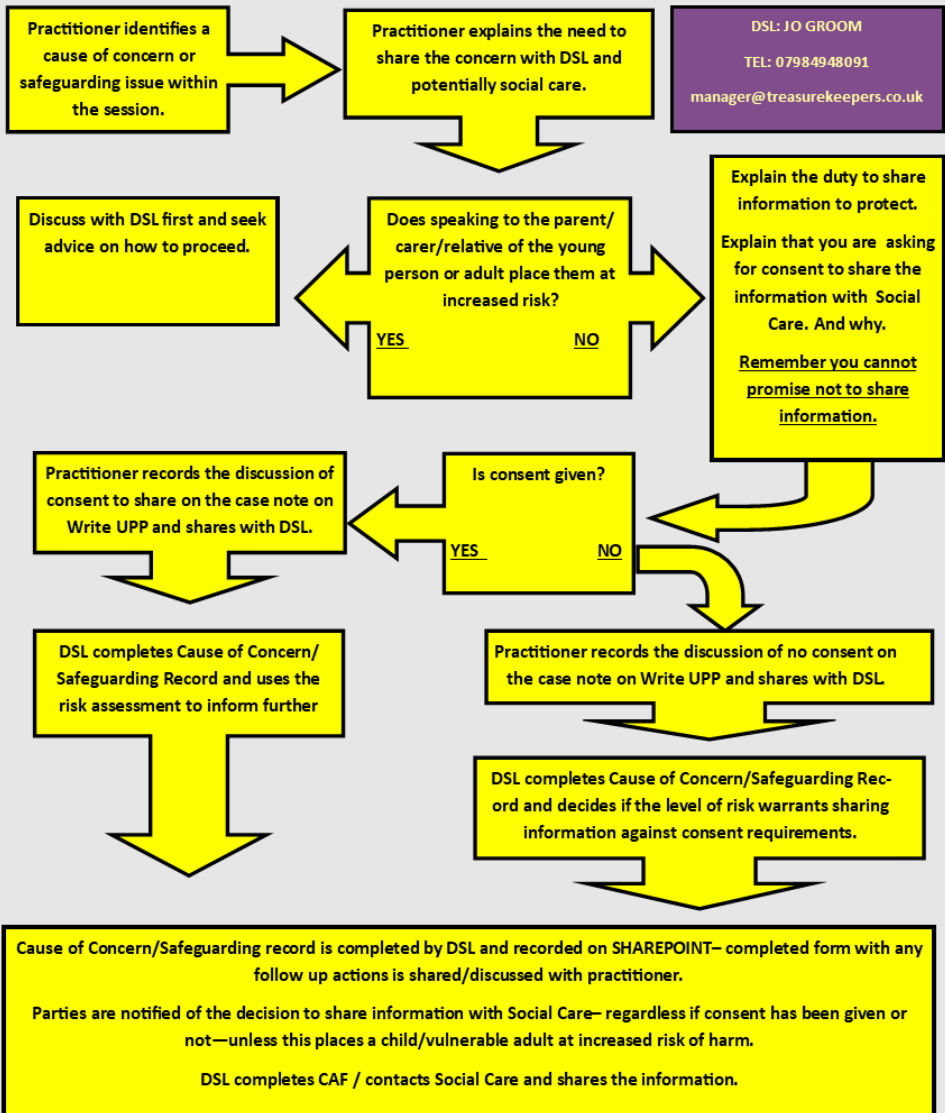 Practitioner identifies a
cause of concern or
safeguarding issue within
the session.
Practitioner explains the need to
share the concern with DSL and
potentially social care.
DSL: JO GROOM
TEL: 07984948091
manager@treasurekeepers.co.uk
Discuss with DSL first and seek
advice on how to proceed.
Does speaking to the parent/
carer/relative of the young
person or adult place them at
increased risk?
YES NO
Explain the duty to share
information to protect.
Explain that you are asking
for consent to share the
information with Social
Care. And why.
Remember you cannot
promise not to share
information.
Practitioner records the discussion of
consent to share on the case note on
Write UPP and shares with DSL.
Is consent given?
YES NO
DSL completes Cause of Concern/
Safeguarding Record and uses the
risk assessment to inform further
Practitioner records the discussion of no consent on
the case note on Write UPP and shares with DSL.
DSL completes Cause of Concern/Safeguarding Rec-
ord and decides if the level of risk warrants sharing
information against consent requirements.
Cause of Concern/Safeguarding record is completed by DSL and recorded on SHAREPOINT– completed form with any
follow up actions is shared/discussed with practitioner.
Parties are notified of the decision to share information with Social Care– regardless if consent has been given or
not—unless this places a child/vulnerable adult at increased risk of harm.
DSL completes CAF / contacts Social Care and shares the information.